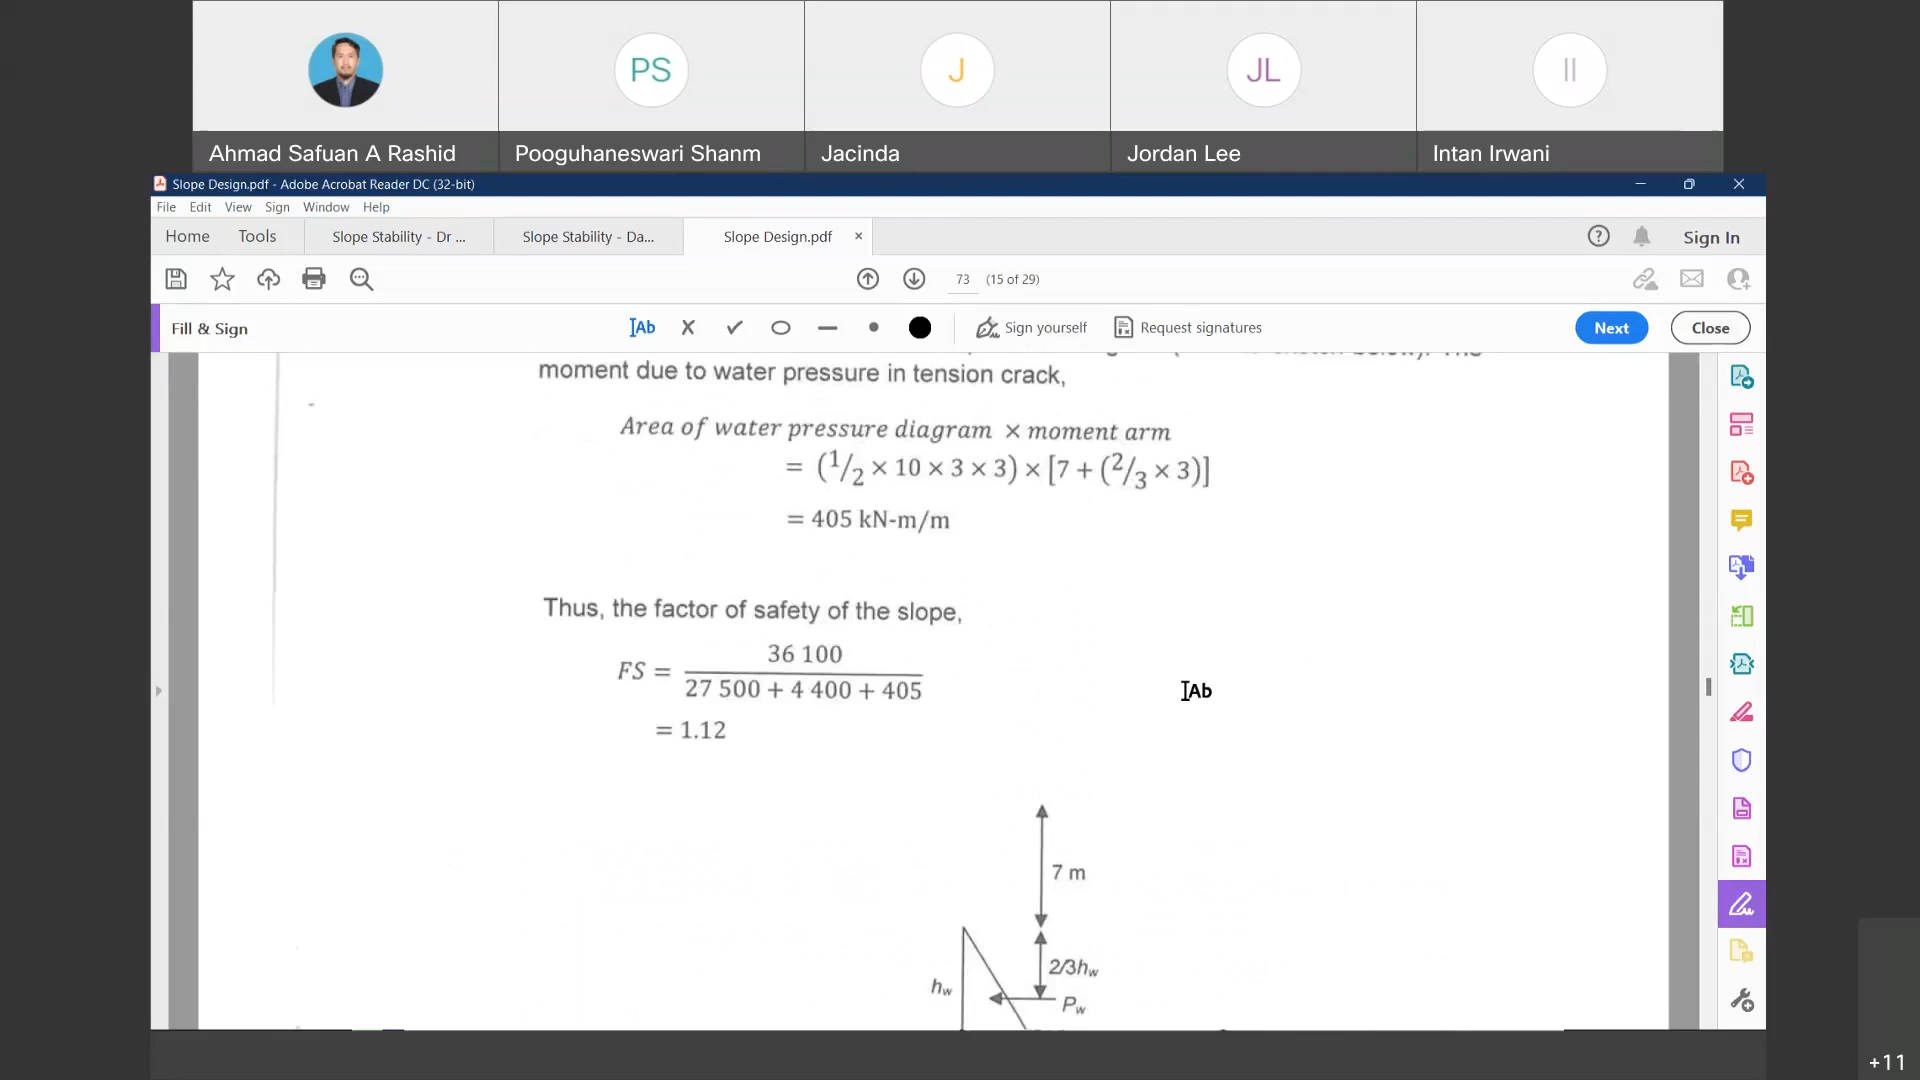 PS
J
JL
II
Ahmad Safuan A Rashid
Pooguhaneswari Shanm
Jacinda
Jordan Lee
Intan Irwani
Slope Design.pdf - Adobe Acrobat Reader DC (32-bit)
File Edit View Sign Window Help
Home Tools Slope Stability - Dr ... Slope Stability - Da... Slope Design.pdf × Sign In
73 (15 of 29)
Fill & Sign Ab Sign yourself Request signatures Next Close
moment due to water pressure in tension crack,
Area of water pressure diagram × moment arm
= (1/2 × 10 × 3 × 3) × [7 + (2/3 × 3)]
= 405 kN-m/m
Thus, the factor of safety of the slope,
FS = 36 100
27 500 + 4 400 + 405
Ab
= 1.12
7 m
2/3hw
hw
Pw
+11